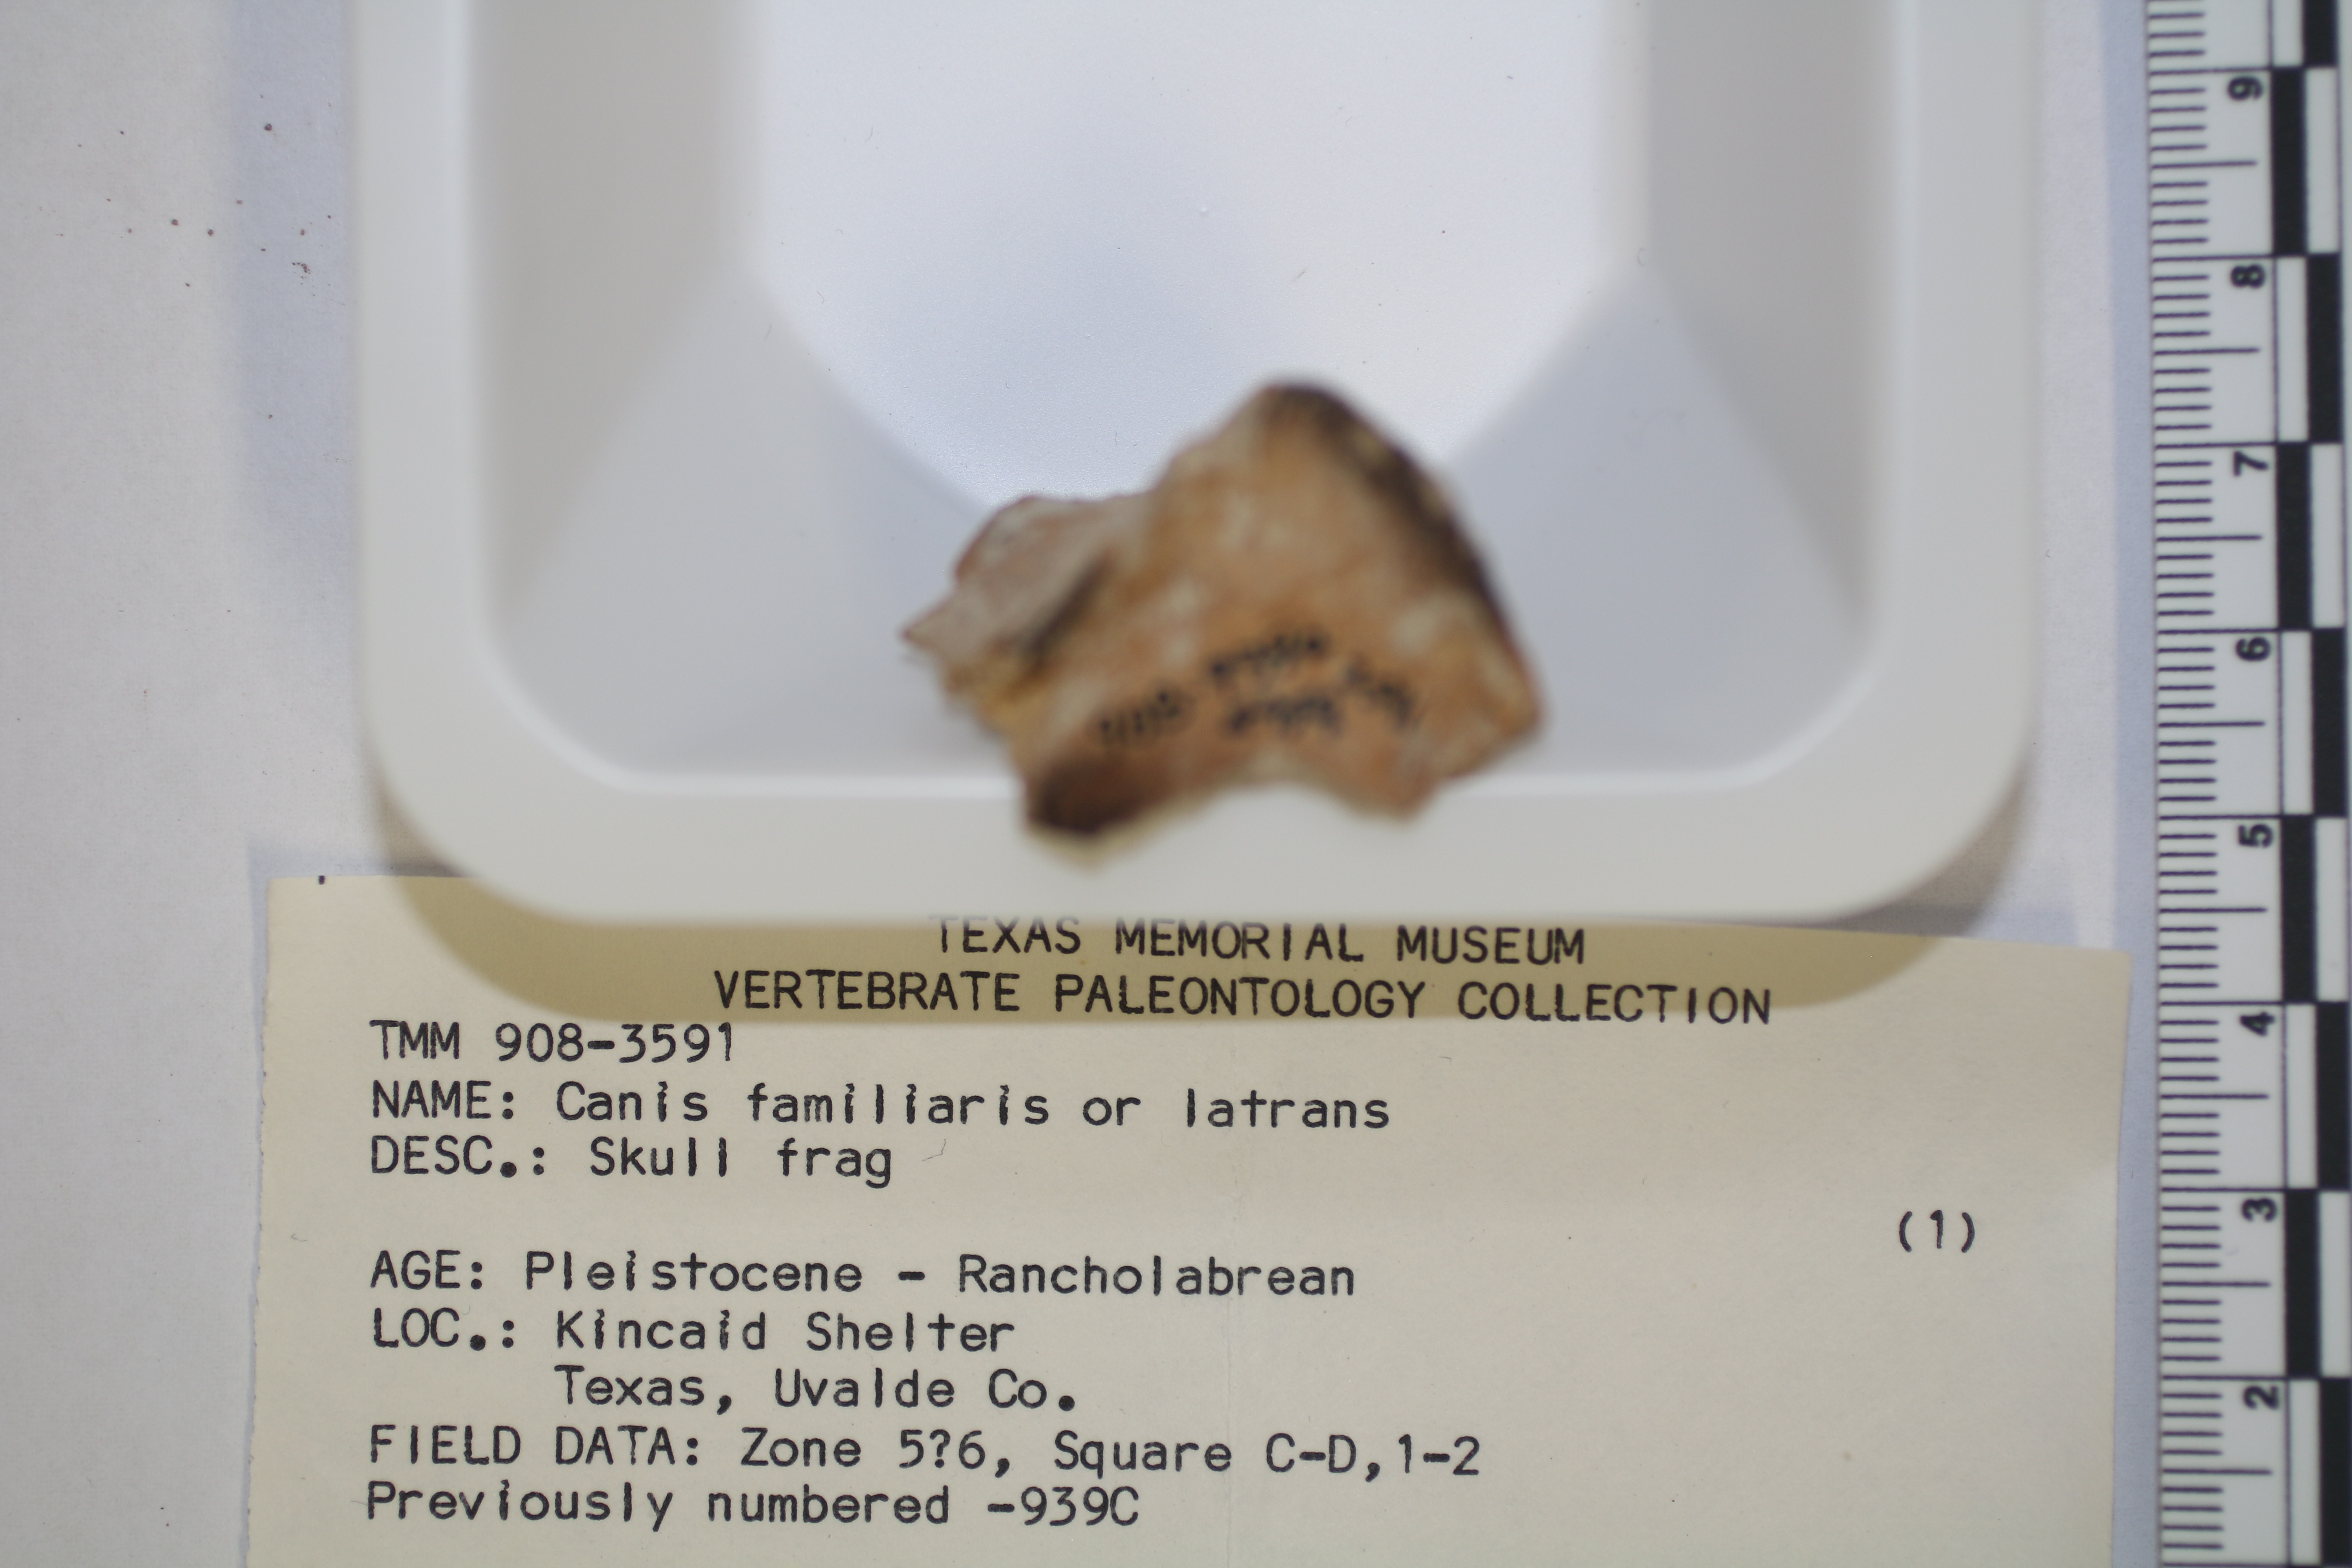 TEXAS MEMORIAL MUSEUM
VERTEBRATE PALEONTOLOGY COLLECTION
TMM 908-3591
NAME: Canis familiaris or latrans
DESC.: Skull frag
(1)
AGE: Pleistocene - Rancholabrean
LOC.: Kincaid Shelter
Texas, Uvalde Co.
FIELD DATA: Zone 5?6, Square C-D,1-2
Previously numbered -939C
9
8
7
6
5
4
3
2